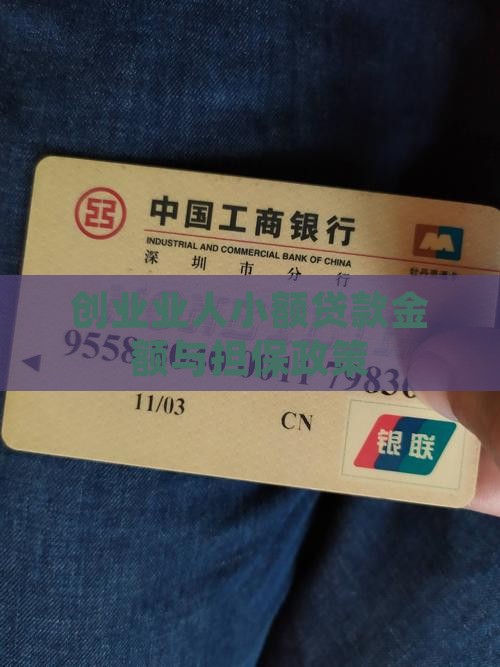 中国工商银行
INDUSTRIAL AND COMMERCIAL BANK OF CHINA
深圳市分行
创业业人小额贷款金
额与担保政策
9558 7983
11/03 CN
银联